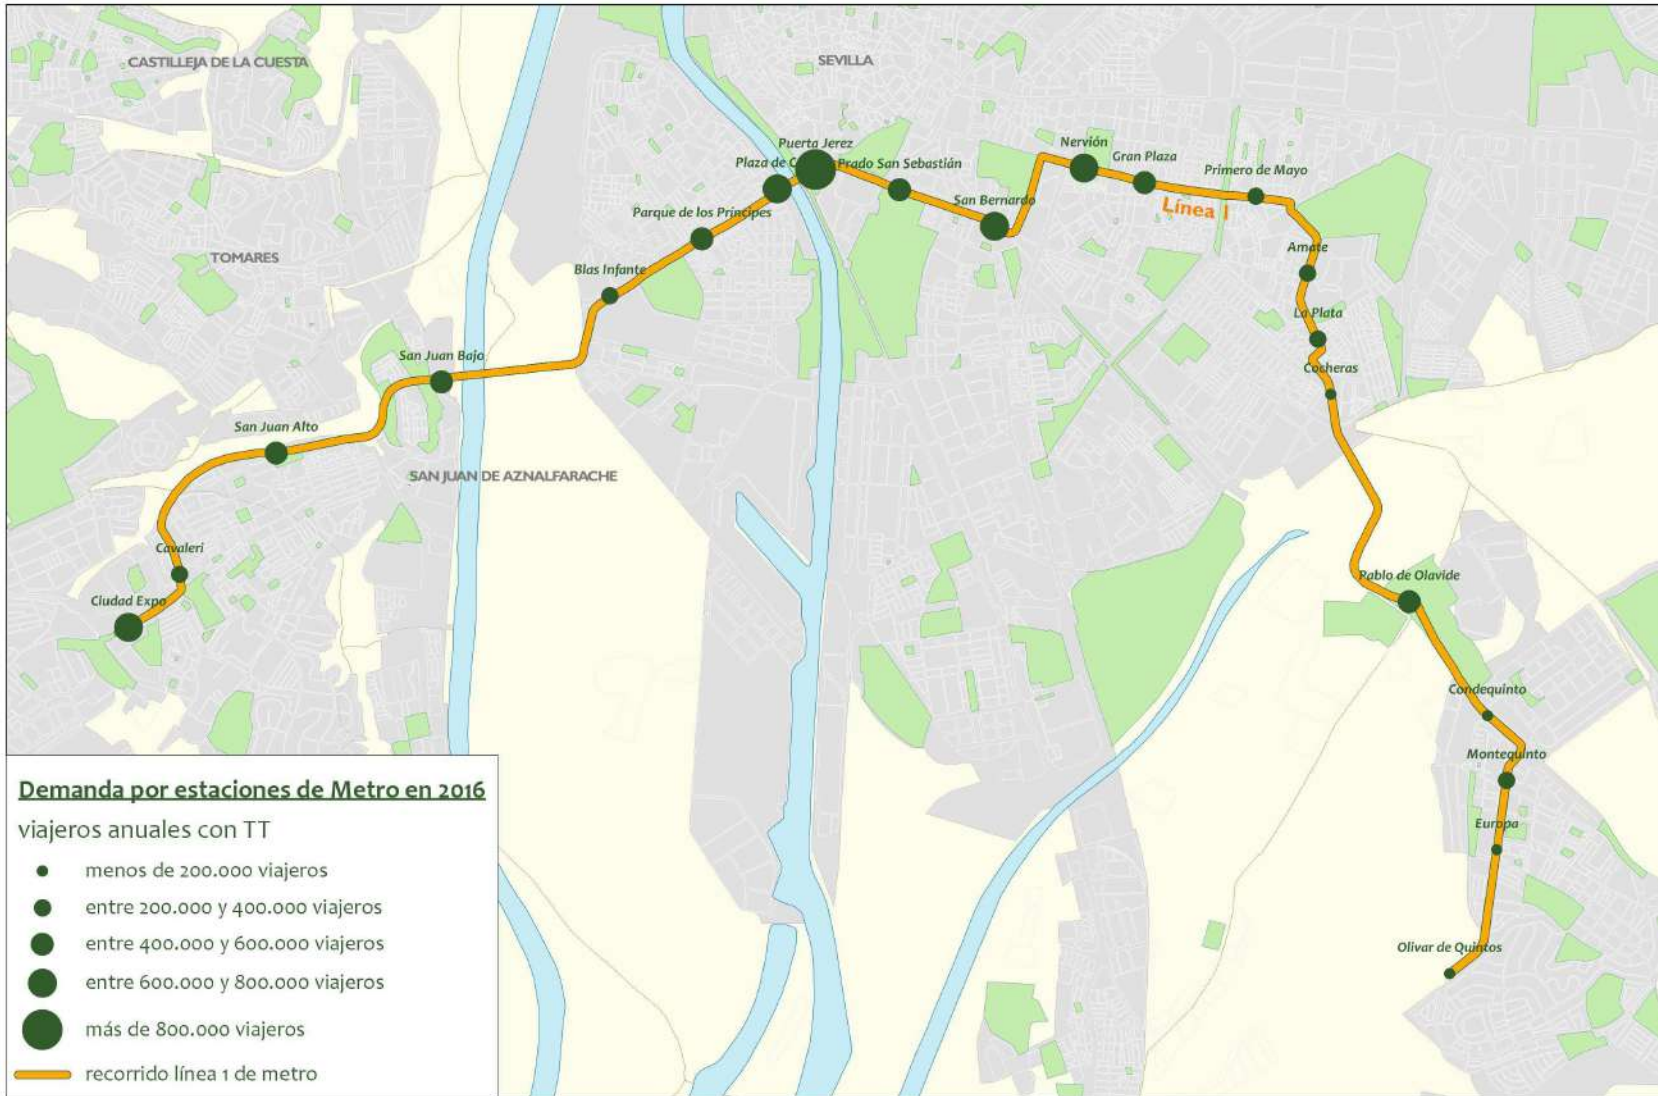 CASTILLEJA DE LA CUESTA
SEVILLA
Puerta Jerez
Plaza de
Prado San Sebastián
Nervión
Gran Plaza
Primero de Mayo
San Bernardo
Línea 1
Parque de los Príncipes
Amate
TOMARES
Blas Infante
La Plata
San Juan Bajo
Cocheras
San Juan Alto
SAN JUAN DE AZNALFARACHE
Cavaleri
Pablo de Olavide
Ciudad Expo
Condequinto
Montequinto
Europa
Olivar de Quintos
Demanda por estaciones de Metro en 2016
viajeros anuales con TT
menos de 200.000 viajeros
entre 200.000 y 400.000 viajeros
entre 400.000 y 600.000 viajeros
entre 600.000 y 800.000 viajeros
más de 800.000 viajeros
recorrido línea 1 de metro